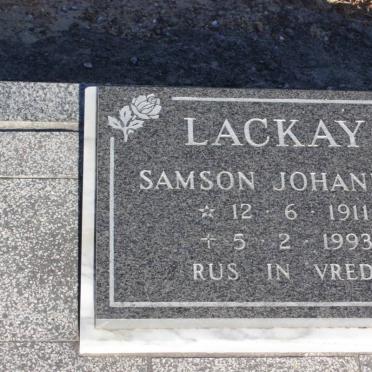 LACKAY
SAMSON JOHAN
☆ 12 · 6 · 1911
✝ 5 · 2 · 1993
RUS IN VRED